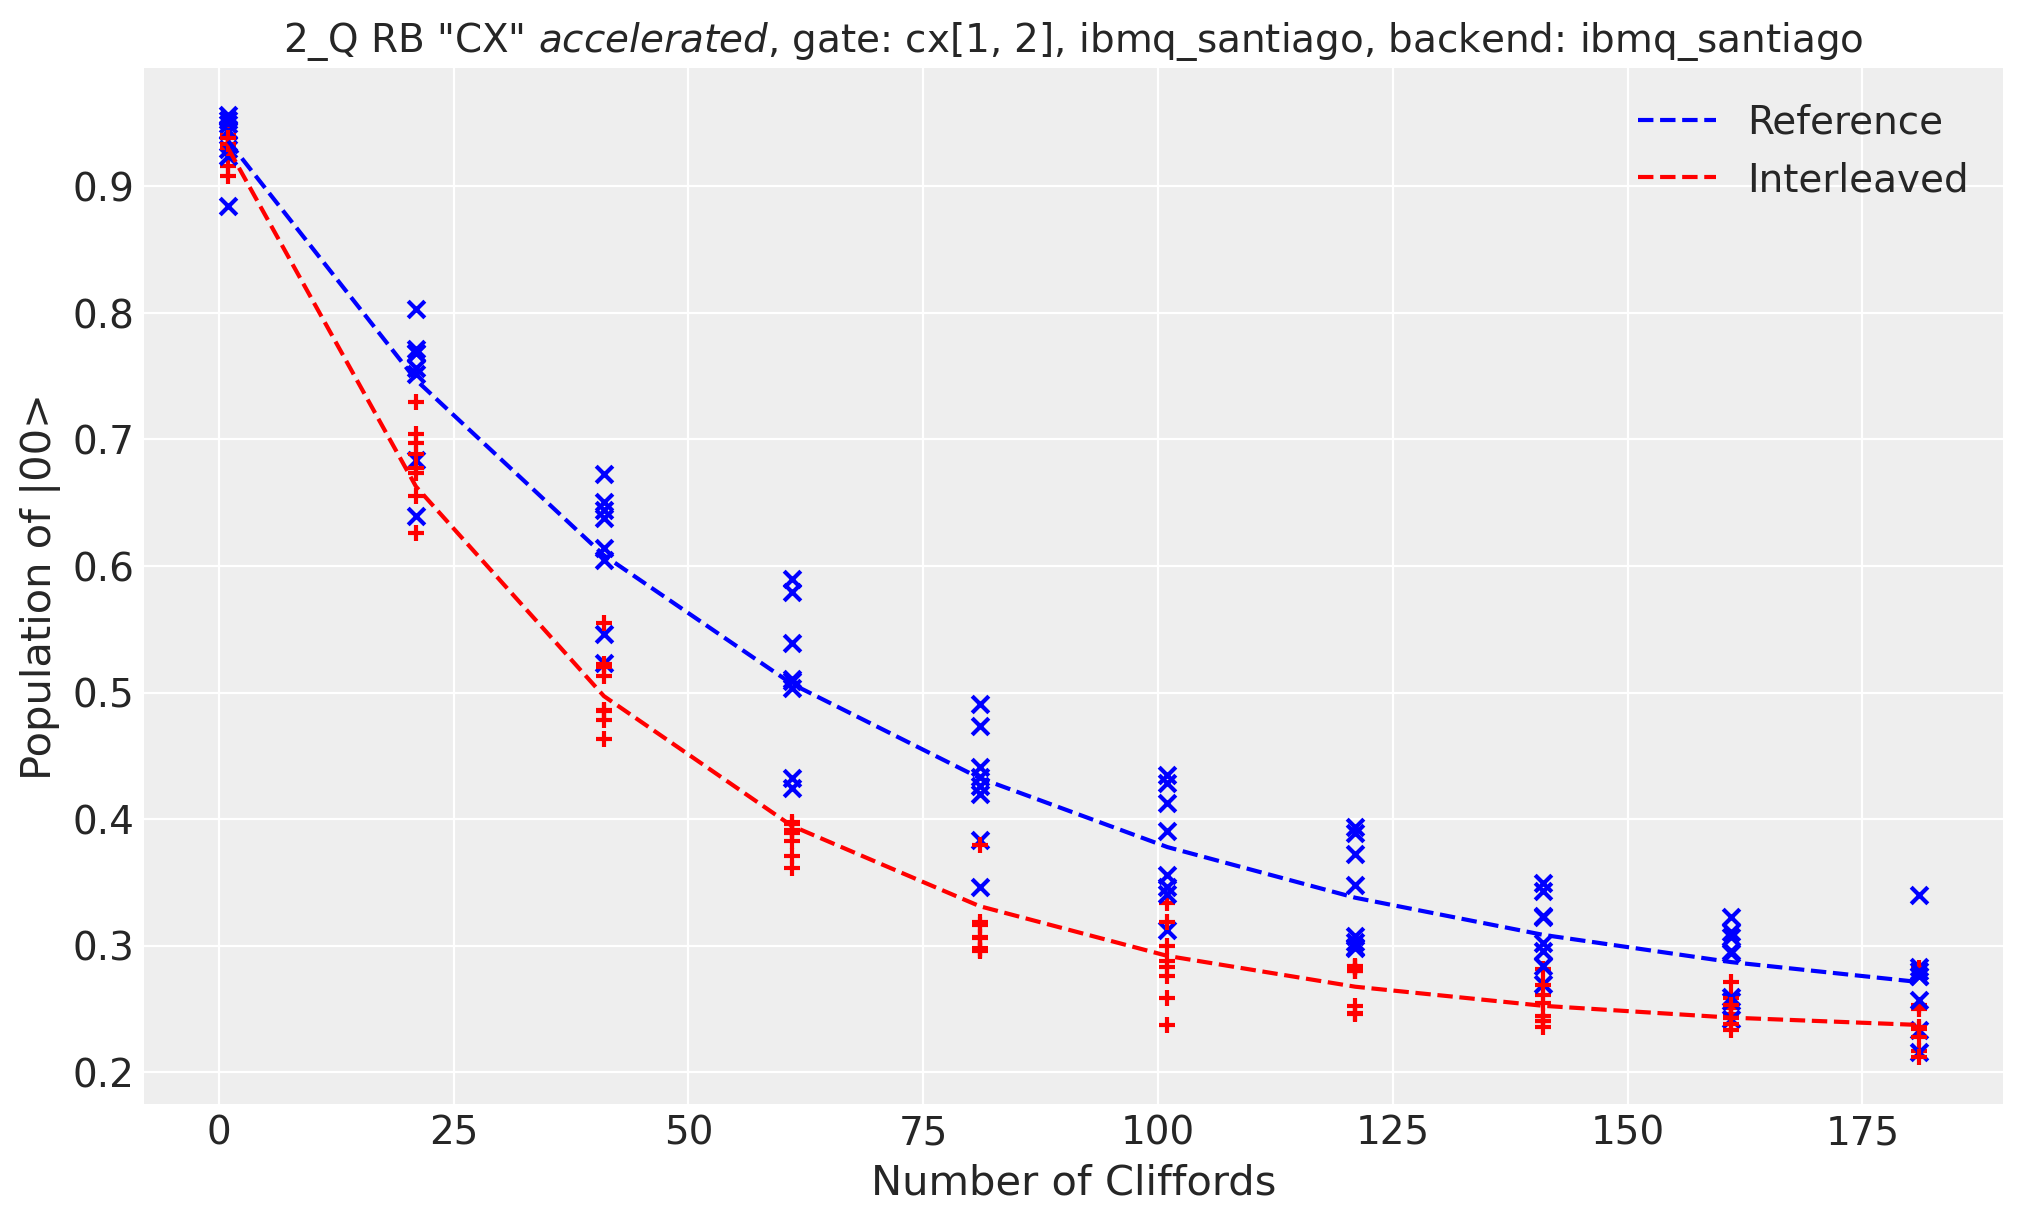 2_Q RB "CX" accelerated, gate: cx[1, 2], ibmq_santiago, backend: ibmq_santiago
Reference
Interleaved
Population of |00>
0.9
0.8
0.7
0.6
0.5
0.4
0.3
0.2
0 25 50 75 100 125 150 175
Number of Cliffords